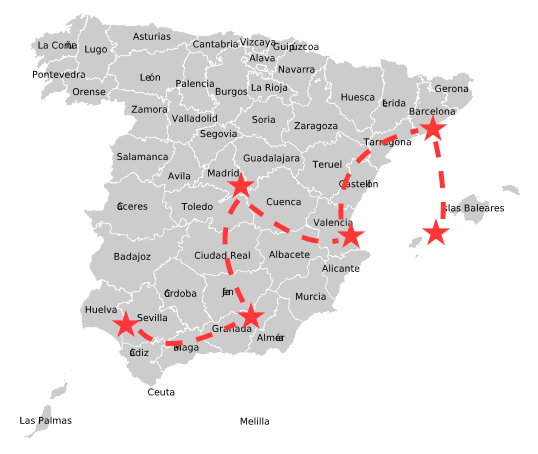 Asturias
Cantabria
Vizcaya
Guipúzcoa
La Coruña
Lugo
Alava
Navarra
Pontevedra
León
Palencia
Burgos
La Rioja
Huesca
Lérida
Gerona
Orense
Zamora
Valladolid
Soria
Zaragoza
Barcelona
Segovia
Tarragona
Salamanca
Avila
Madrid
Guadalajara
Teruel
Castellón
Cáceres
Toledo
Cuenca
Valencia
Islas Baleares
Badajoz
Ciudad Real
Albacete
Alicante
Huelva
Sevilla
Córdoba
Jaén
Murcia
Granada
Almería
Cádiz
Málaga
Ceuta
Las Palmas
Melilla